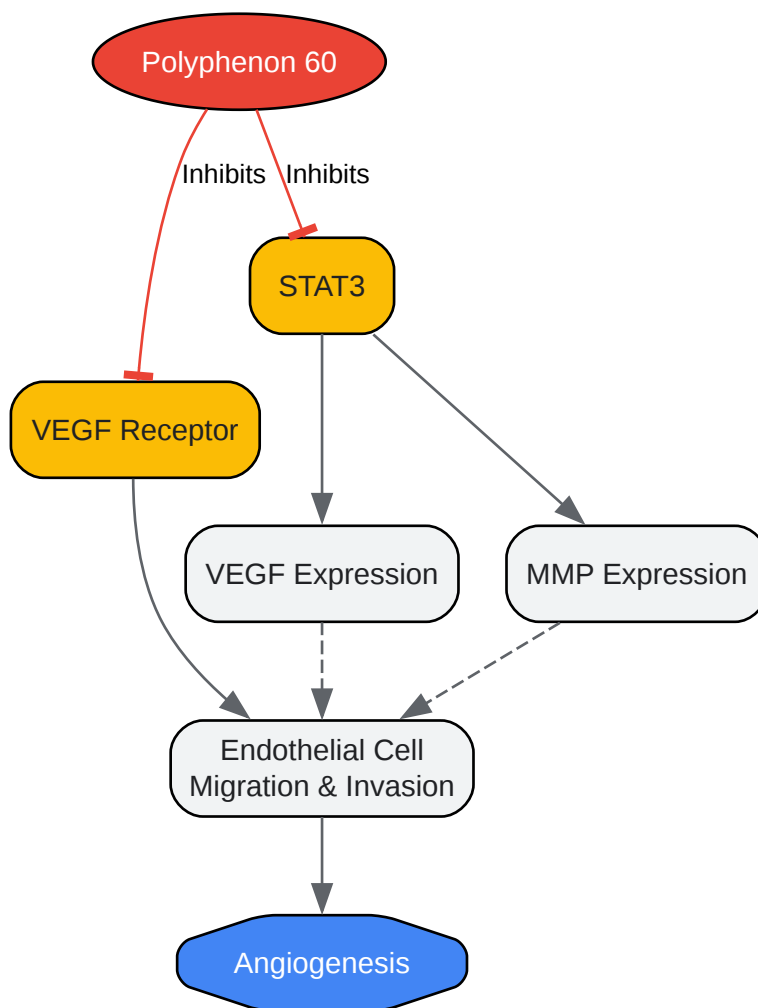 Polyphenon 60
Inhibits
Inhibits
STAT3
VEGF Receptor
VEGF Expression
MMP Expression
Endothelial Cell
Migration & Invasion
Angiogenesis